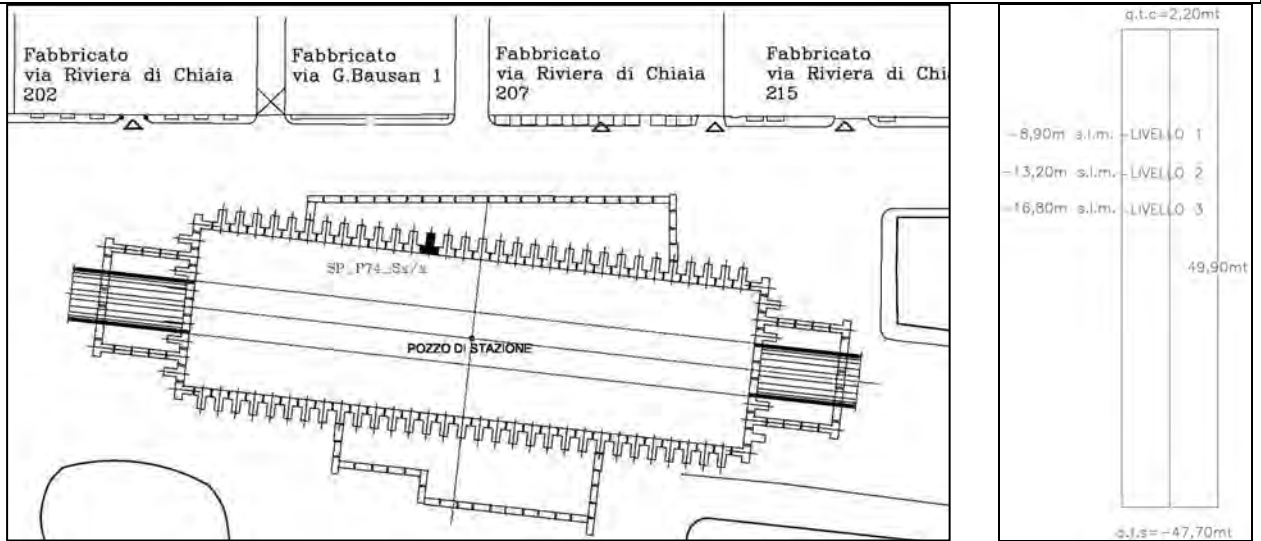 Fabbricato
via Riviera di Chiaia
202
Fabbricato
via G.Bausan 1
Fabbricato
via Riviera di Chiaia
207
Fabbricato
via Riviera di Chi
215
SP_P74_Sx/x
POZZO DI STAZIONE
q.t.c=2,20mt
-8,90m s.l.m. -LIVELLO 1
-13,20m s.l.m. -LIVELLO 2
-16,80m s.l.m. -LIVELLO 3
49,90mt
q.f.s=-47,70mt